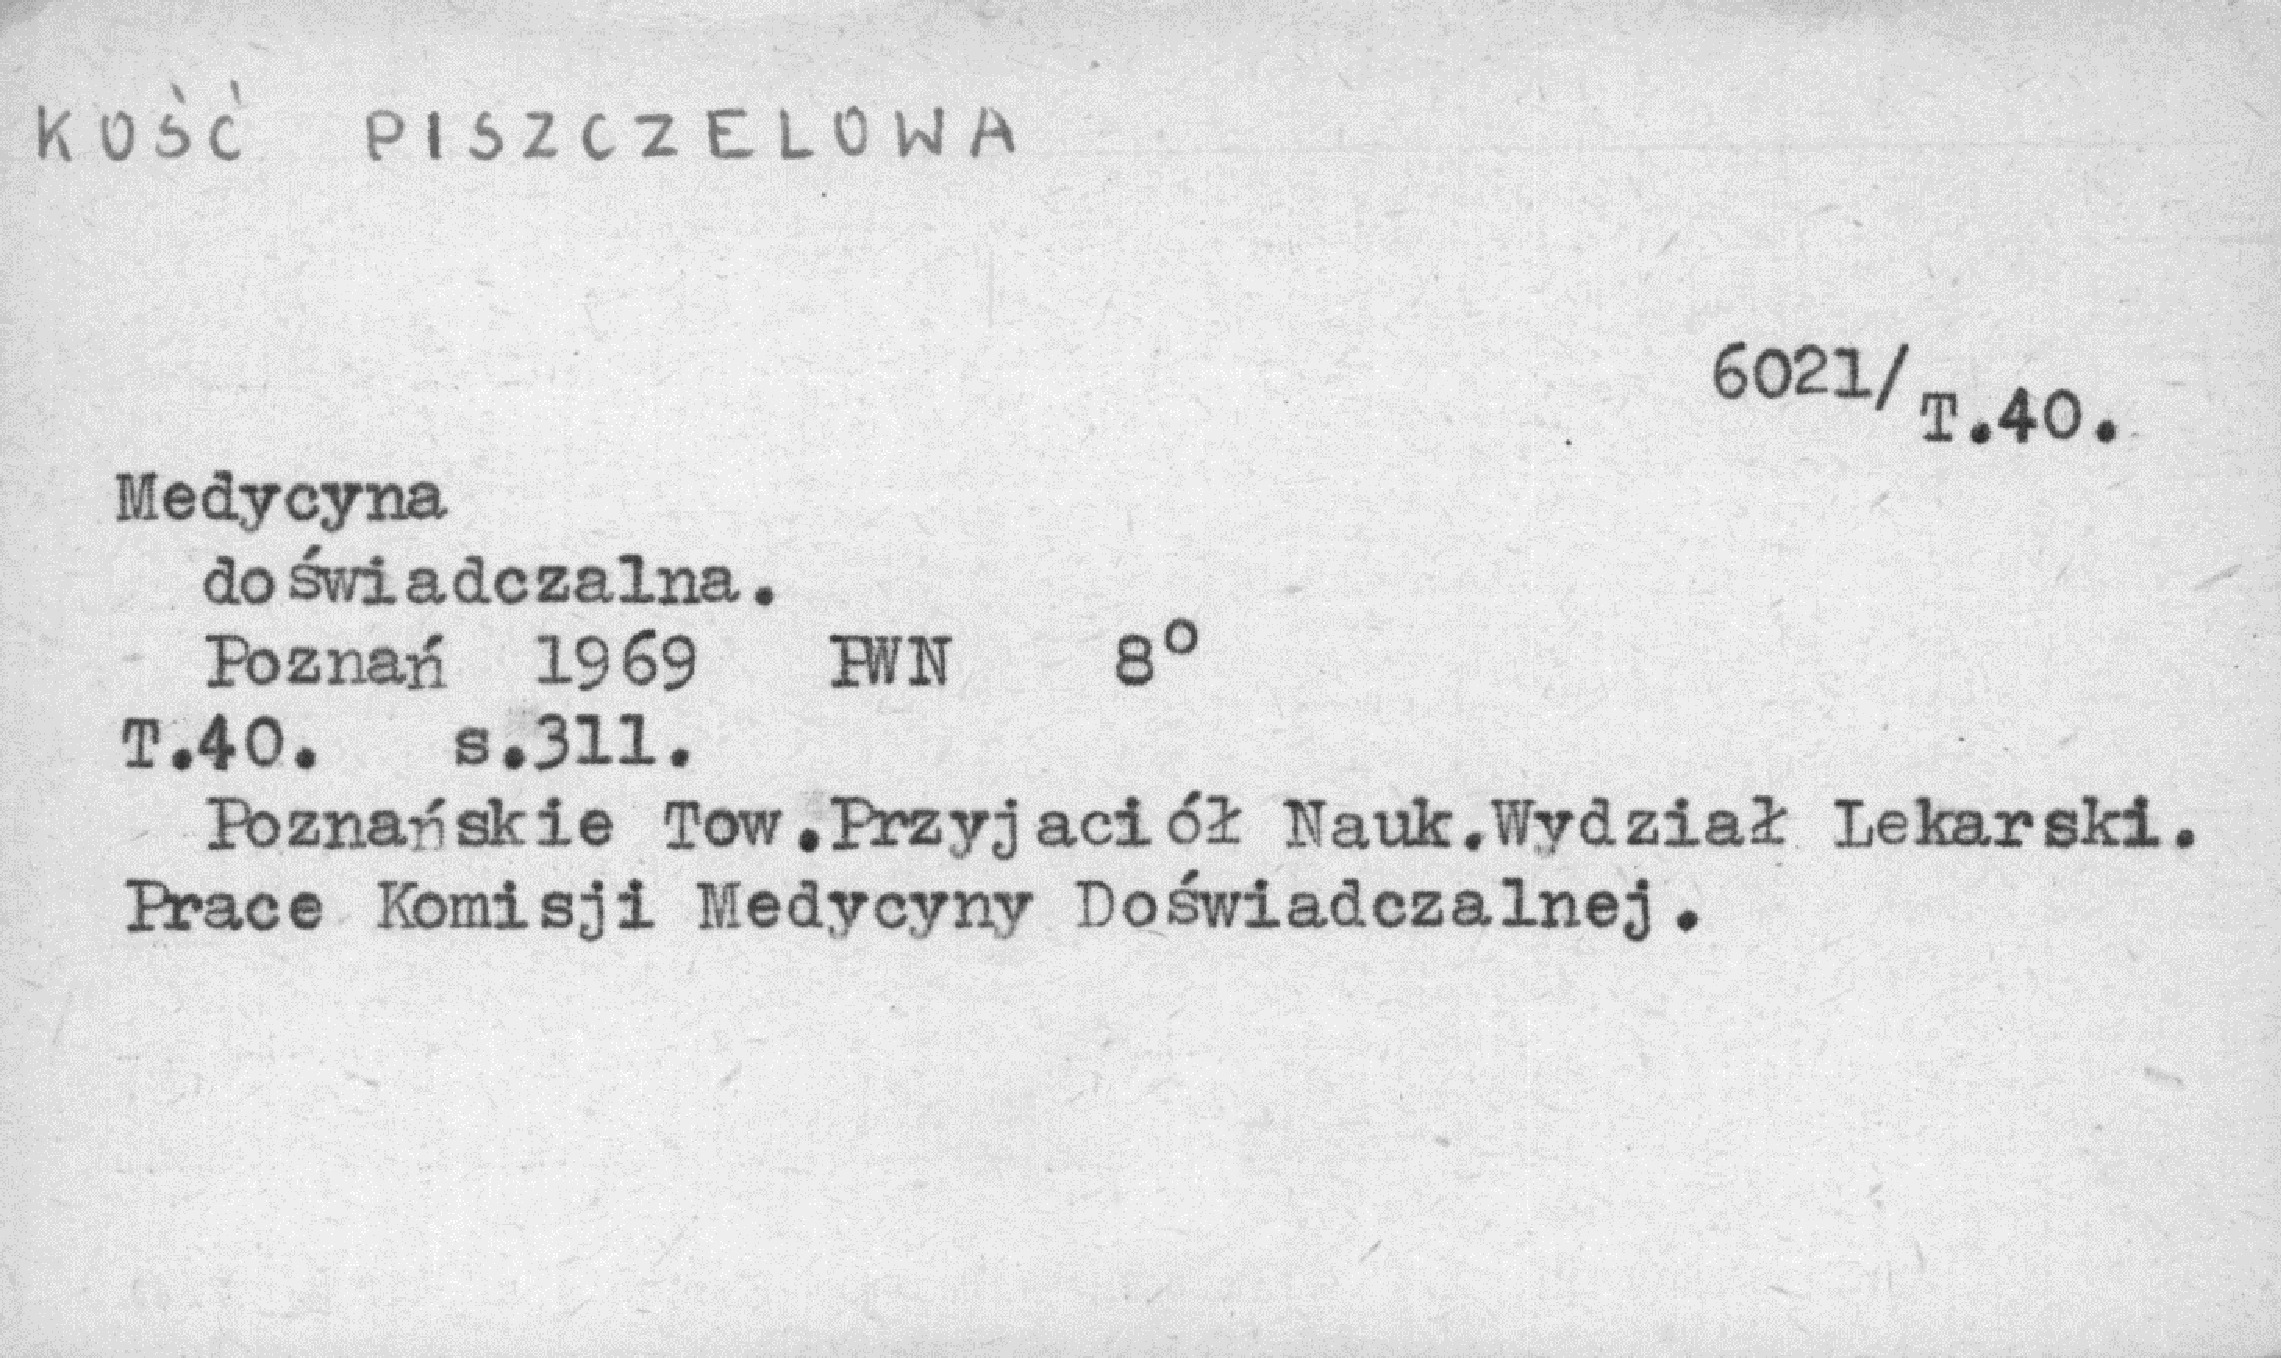 KOŚĆ PISZCZELOWA
6021/T.40.
Medycyna
doświadczalna.
Poznań 1969 PWN 8°
T.40. s.311.
Poznańskie Tow.Przyjaciół Nauk.Wydział Lekarski.
Prace Komisji Medycyny Doświadczalnej.